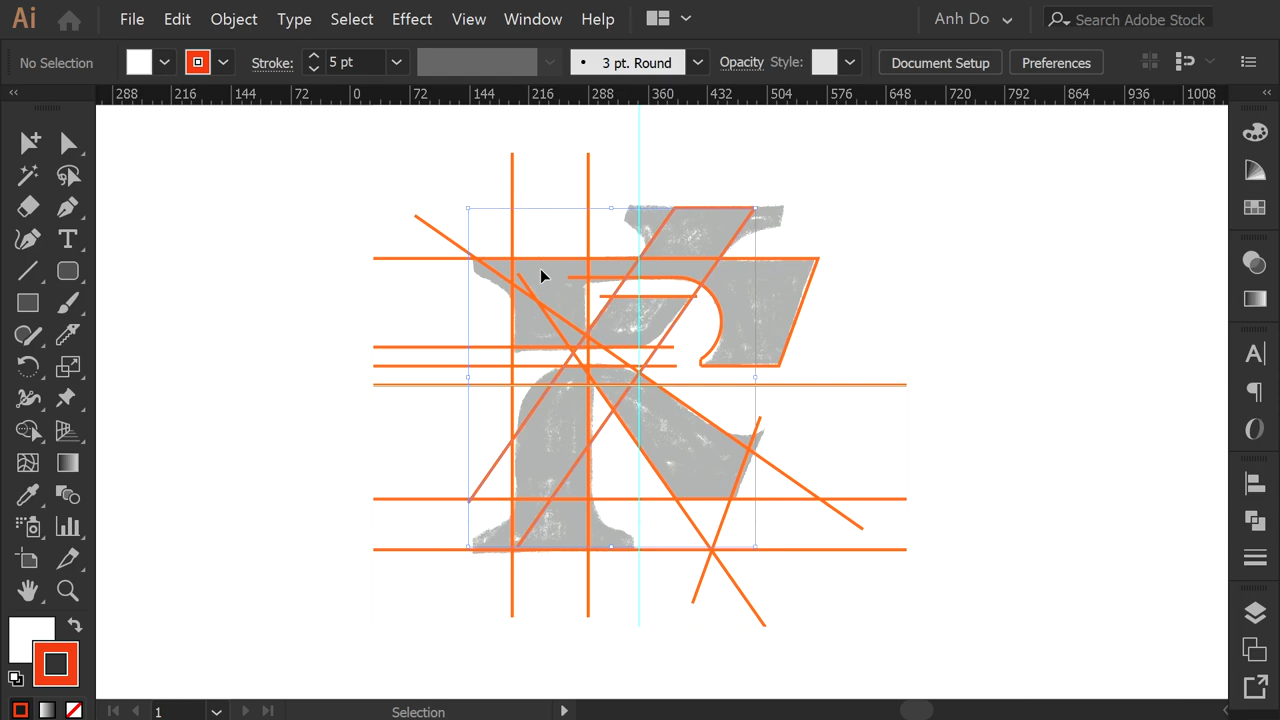 Ai File Edit Object Type Select Effect View Window Help Anh Do Search Adobe Stock
No Selection Stroke: 5 pt • 3 pt. Round Opacity Style: Document Setup Preferences
288 216 144 72 0 72 144 216 288 360 432 504 576 648 720 792 864 936 1008
1 Selection